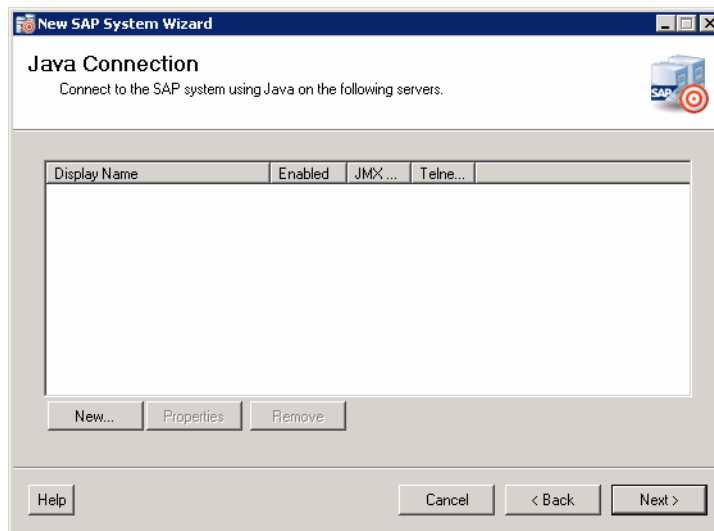 New SAP System Wizard
Java Connection
Connect to the SAP system using Java on the following servers.
SAP
Display Name Enabled JMX ... Telne...
New... Properties Remove
Help Cancel < Back Next >